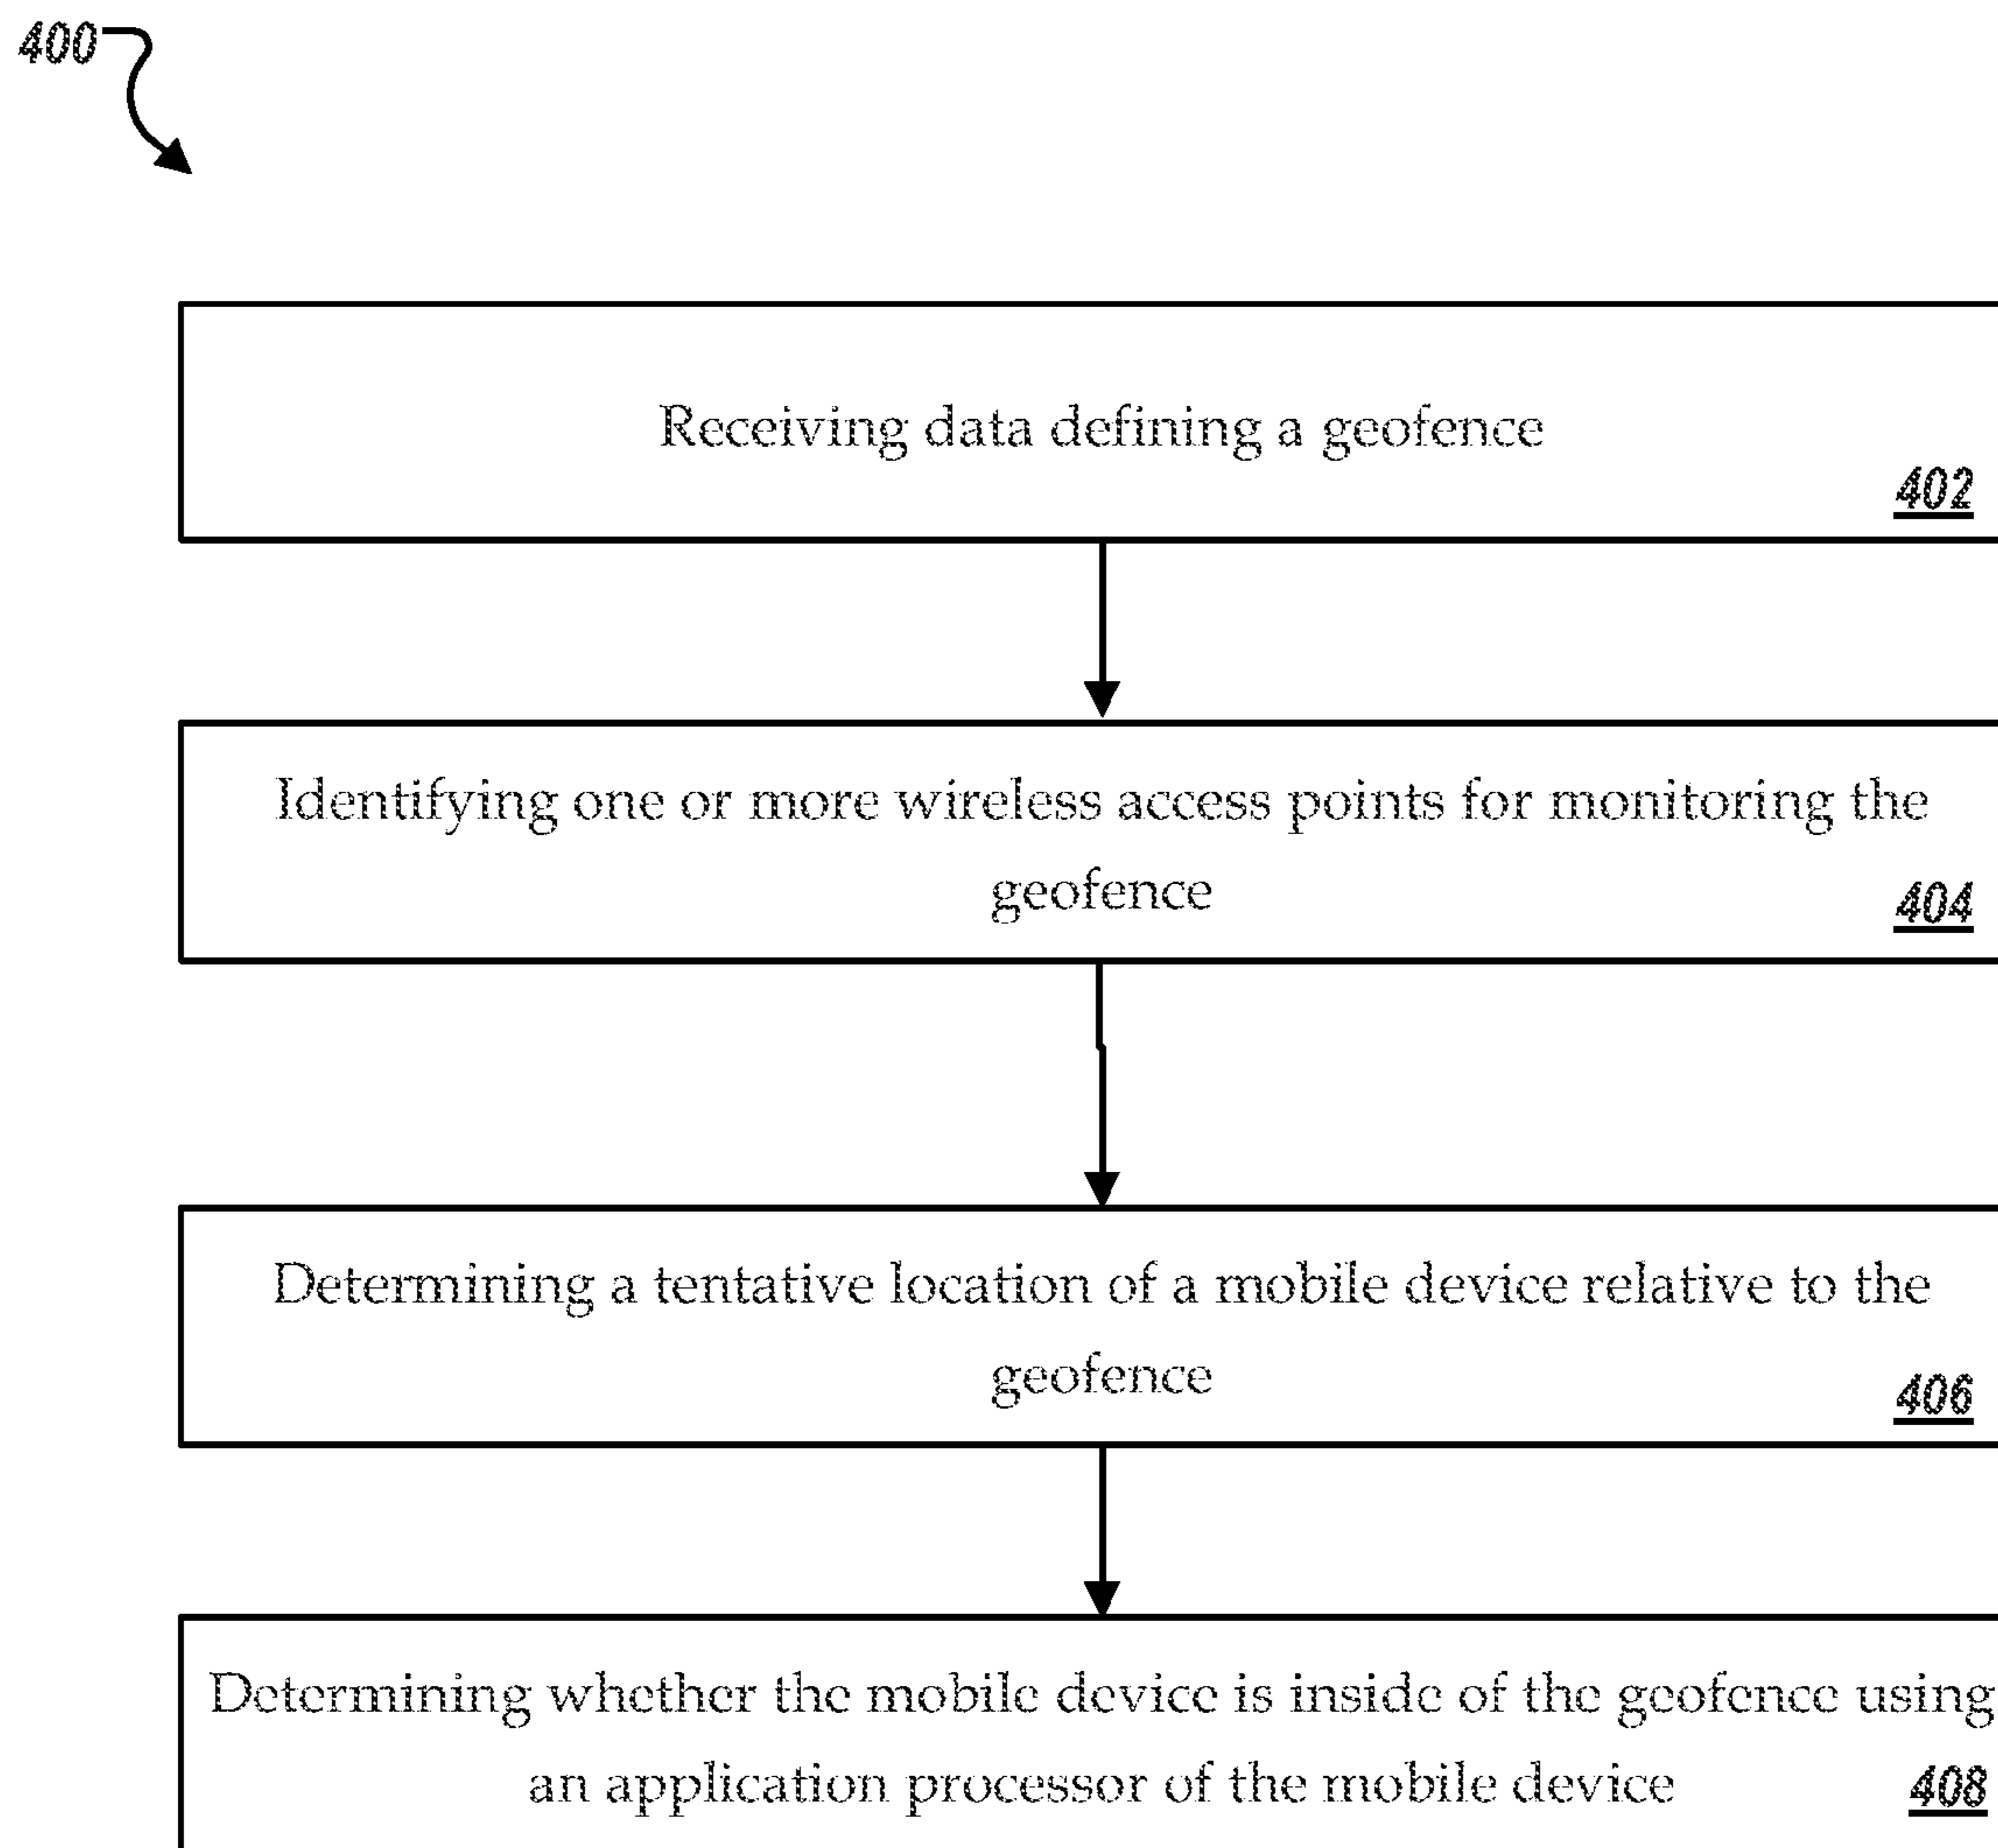 400
Receiving data defining a geofence
402
Identifying one or more wireless access points for monitoring the
geofence
404
Determining a tentative location of a mobile device relative to the
geofence
406
Determining whether the mobile device is inside of the geofence using
an application processor of the mobile device
408